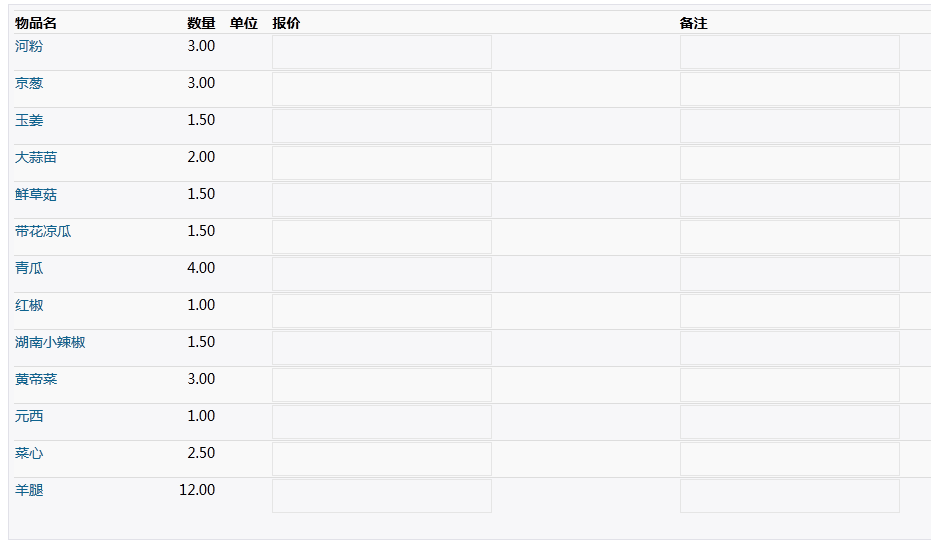 物品名 数量 单位 报价 备注
河粉 3.00
京葱 3.00
玉姜 1.50
大蒜苗 2.00
鲜草菇 1.50
带花凉瓜 1.50
青瓜 4.00
红椒 1.00
湖南小辣椒 1.50
黄帝菜 3.00
元西 1.00
菜心 2.50
羊腿 12.00